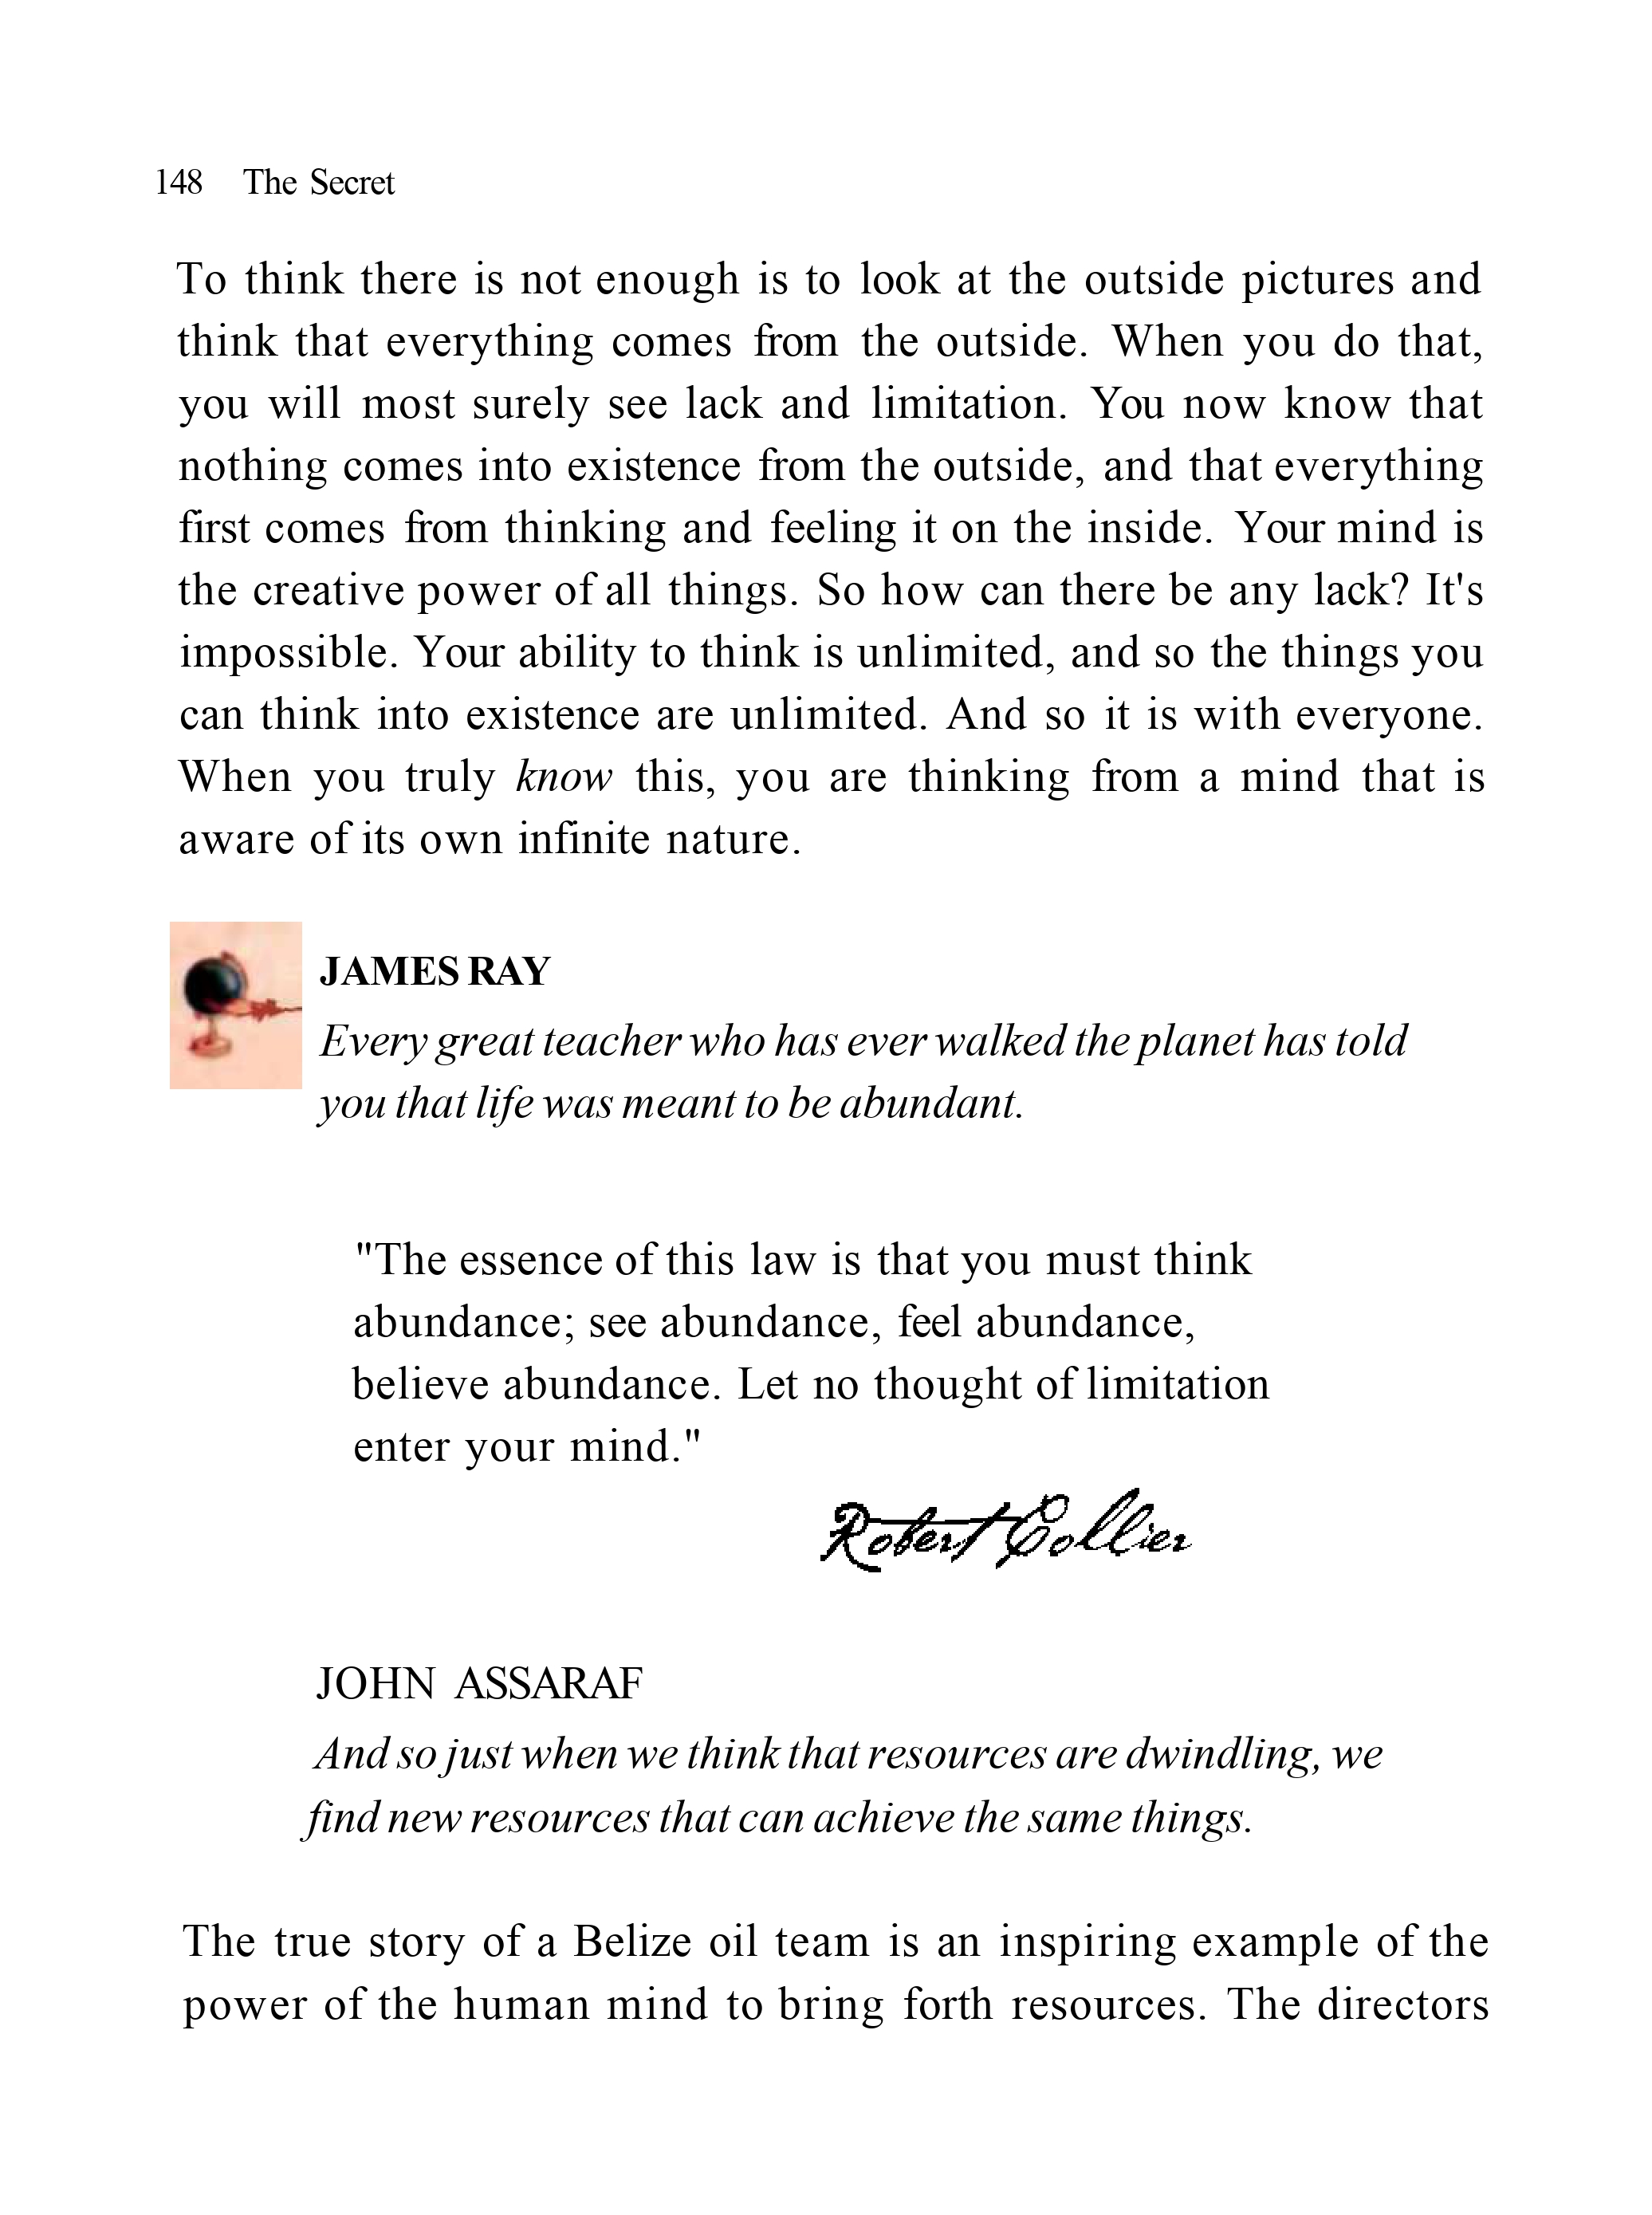 148 The Secret
To think there is not enough is to look at the outside pictures and
think that everything comes from the outside. When you do that,
you will most surely see lack and limitation. You now know that
nothing comes into existence from the outside, and that everything
first comes from thinking and feeling it on the inside. Your mind is
the creative power of all things. So how can there be any lack? It's
impossible. Your ability to think is unlimited, and so the things you
can think into existence are unlimited. And so it is with everyone.
When you truly know this, you are thinking from a mind that is
aware of its own infinite nature.
JAMES RAY
Every great teacher who has ever walked the planet has told
you that life was meant to be abundant.
"The essence of this law is that you must think
abundance; see abundance, feel abundance,
believe abundance. Let no thought of limitation
enter your mind."
Robert Collier
JOHN ASSARAF
And so just when we think that resources are dwindling, we
find new resources that can achieve the same things.
The true story of a Belize oil team is an inspiring example of the
power of the human mind to bring forth resources. The directors